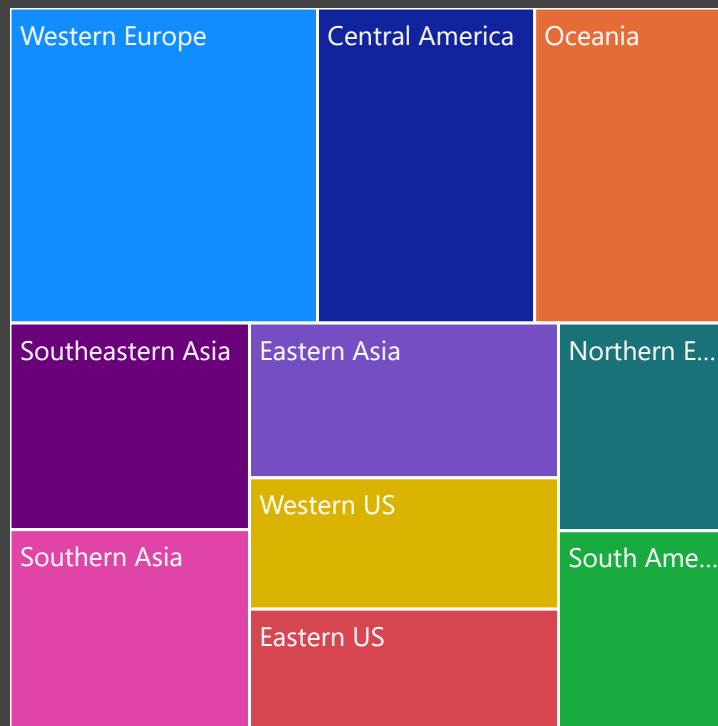 Western Europe
Central America
Oceania
Southeastern Asia
Eastern Asia
Northern E...
Western US
Southern Asia
South Ame...
Eastern US